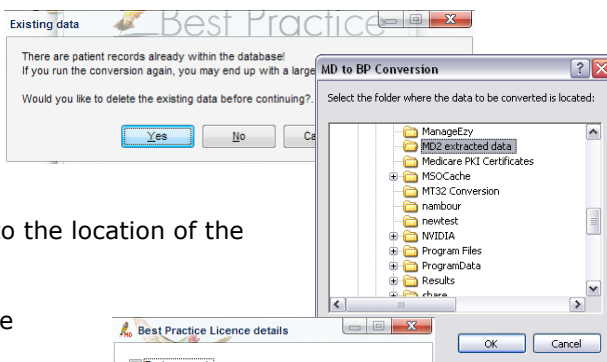 Existing data
Best Practice
There are patient records already within the database!
If you run the conversion again, you may end up with a large
Would you like to delete the existing data before continuing?.
Yes
No
MD to BP Conversion
Select the folder where the data to be converted is located:
ManageEzy
MD2 extracted data
Medicare PKI Certificates
MSOCache
MT32 Conversion
nambour
newtest
NVIDIA
Program Files
ProgramData
Results
share
OK
Cancel
to the location of the
Best Practice Licence details